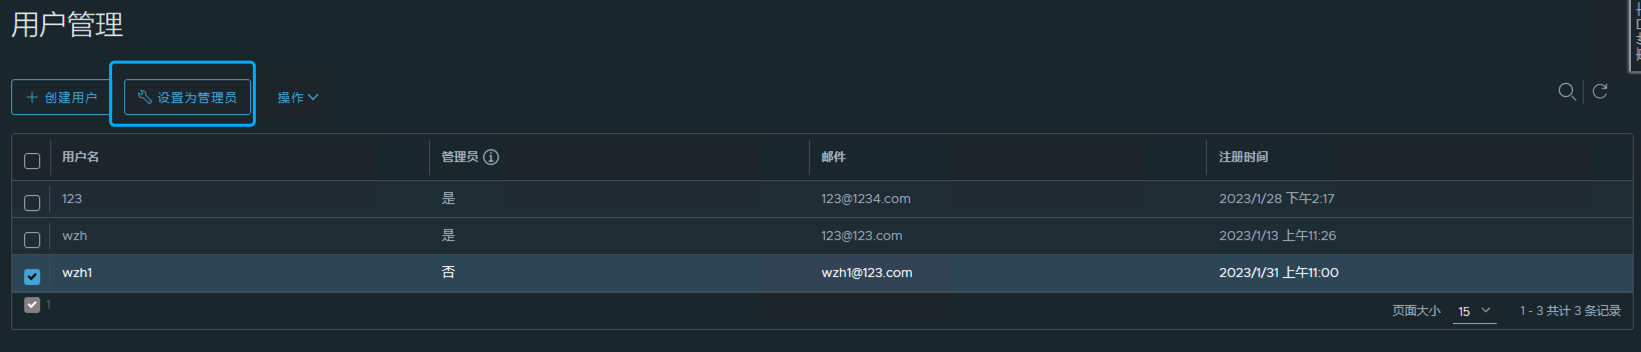 用户管理
创建用户 设置为管理员 操作
用户名 管理员 邮件 注册时间
123 是 123@1234.com 2023/1/28 下午2:17
wzh 是 123@123.com 2023/1/13 上午11:26
wzh1 否 wzh1@123.com 2023/1/31 上午11:00
1
页面大小 15 1 - 3 共计 3 条记录